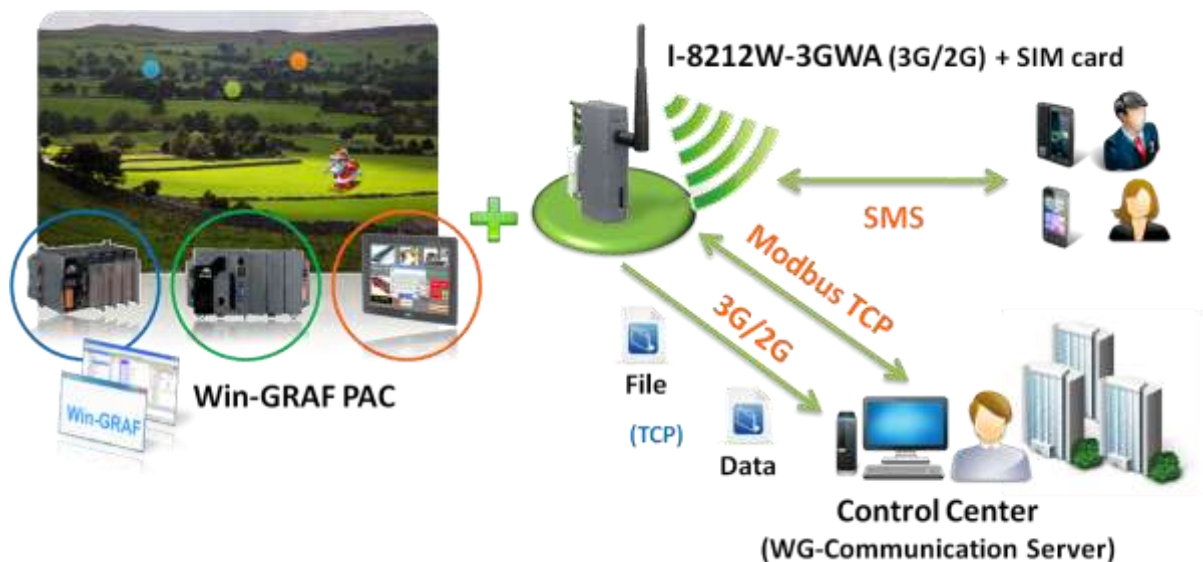 I-8212W-3GWA (3G/2G) + SIM card
SMS
Modbus TCP
3G/2G
File
(TCP)
Data
Win-GRAF PAC
Win-GRAF
Control Center
(WG-Communication Server)